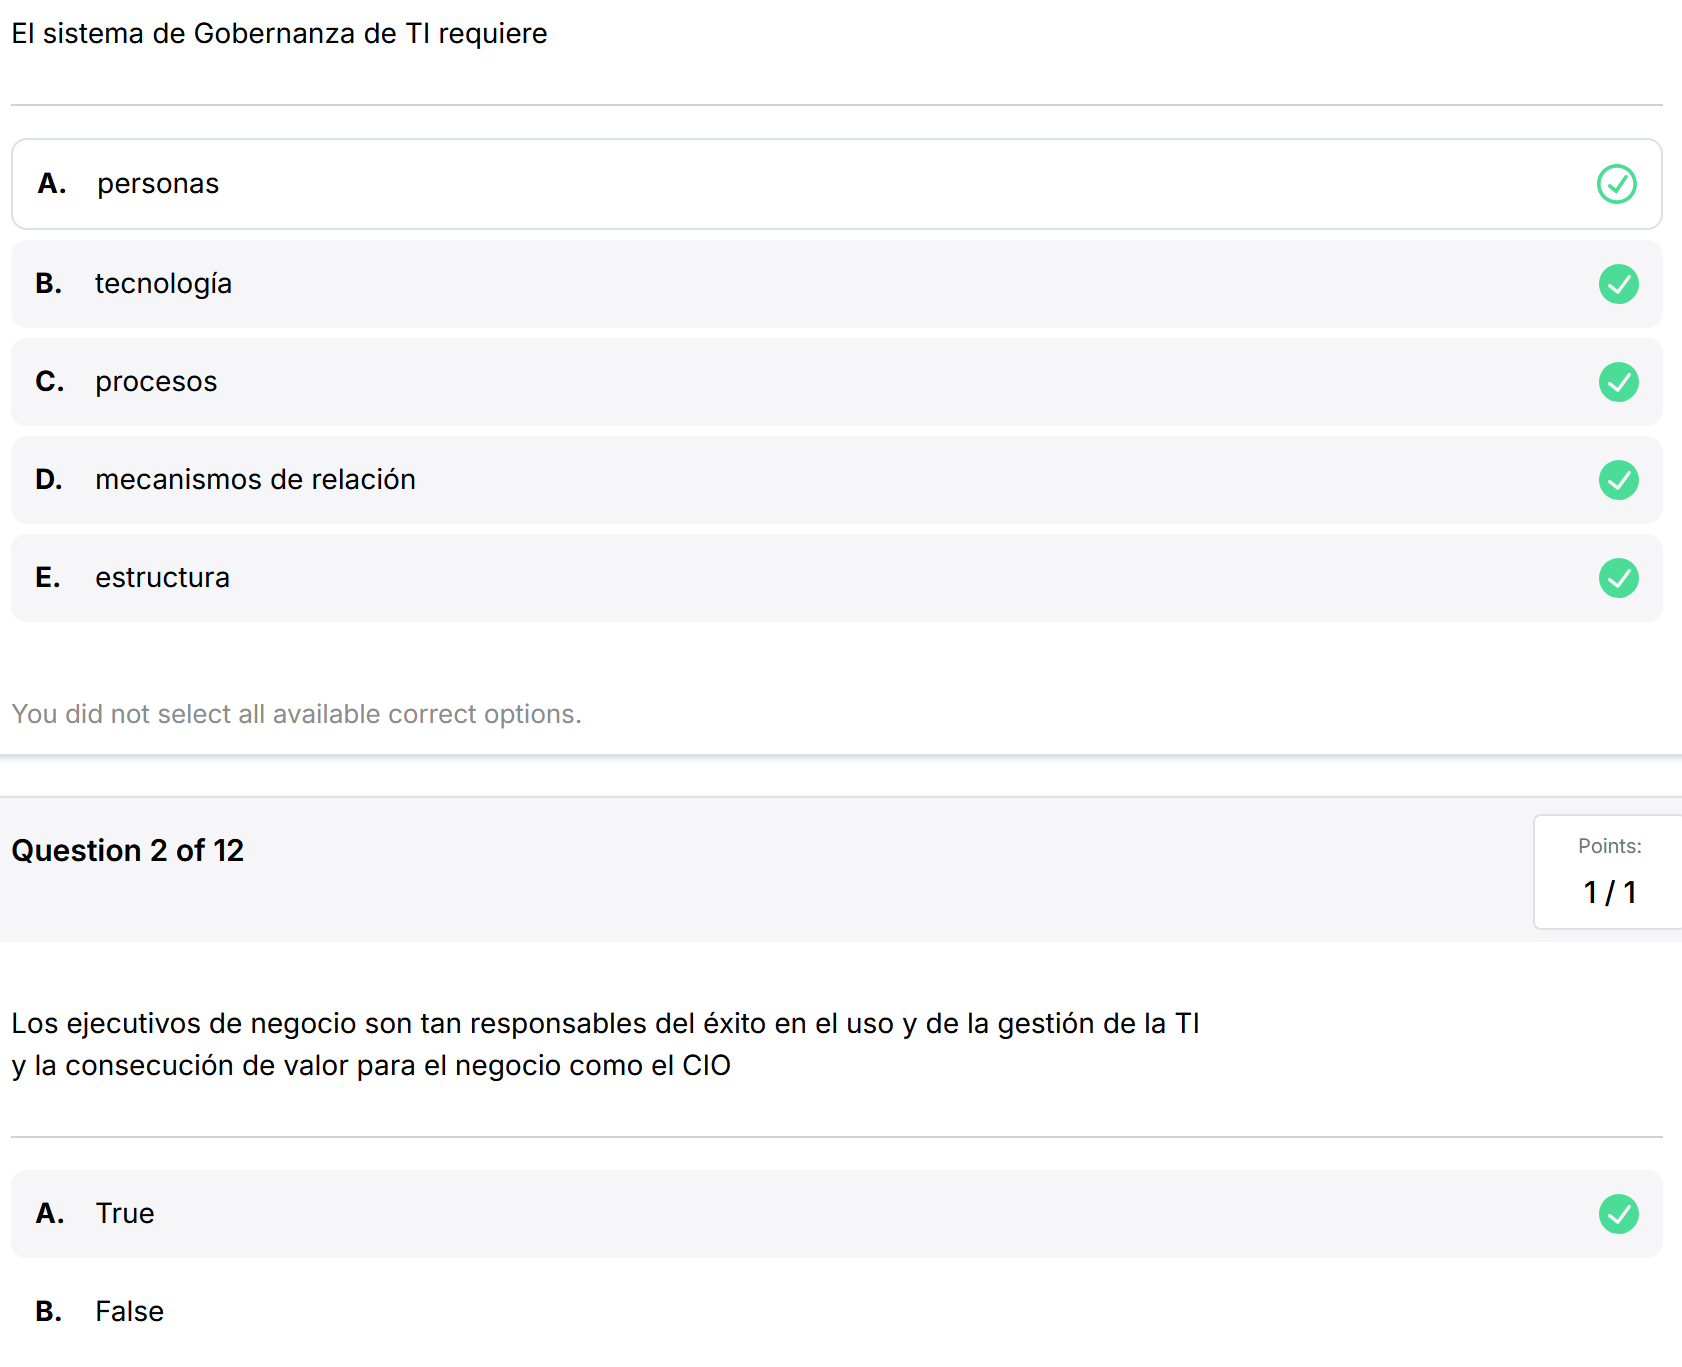 El sistema de Gobernanza de TI requiere
A. personas
B. tecnología
C. procesos
D. mecanismos de relación
E. estructura
You did not select all available correct options.
Question 2 of 12
Points:
1 / 1
Los ejecutivos de negocio son tan responsables del éxito en el uso y de la gestión de la TI
y la consecución de valor para el negocio como el CIO
A. True
B. False